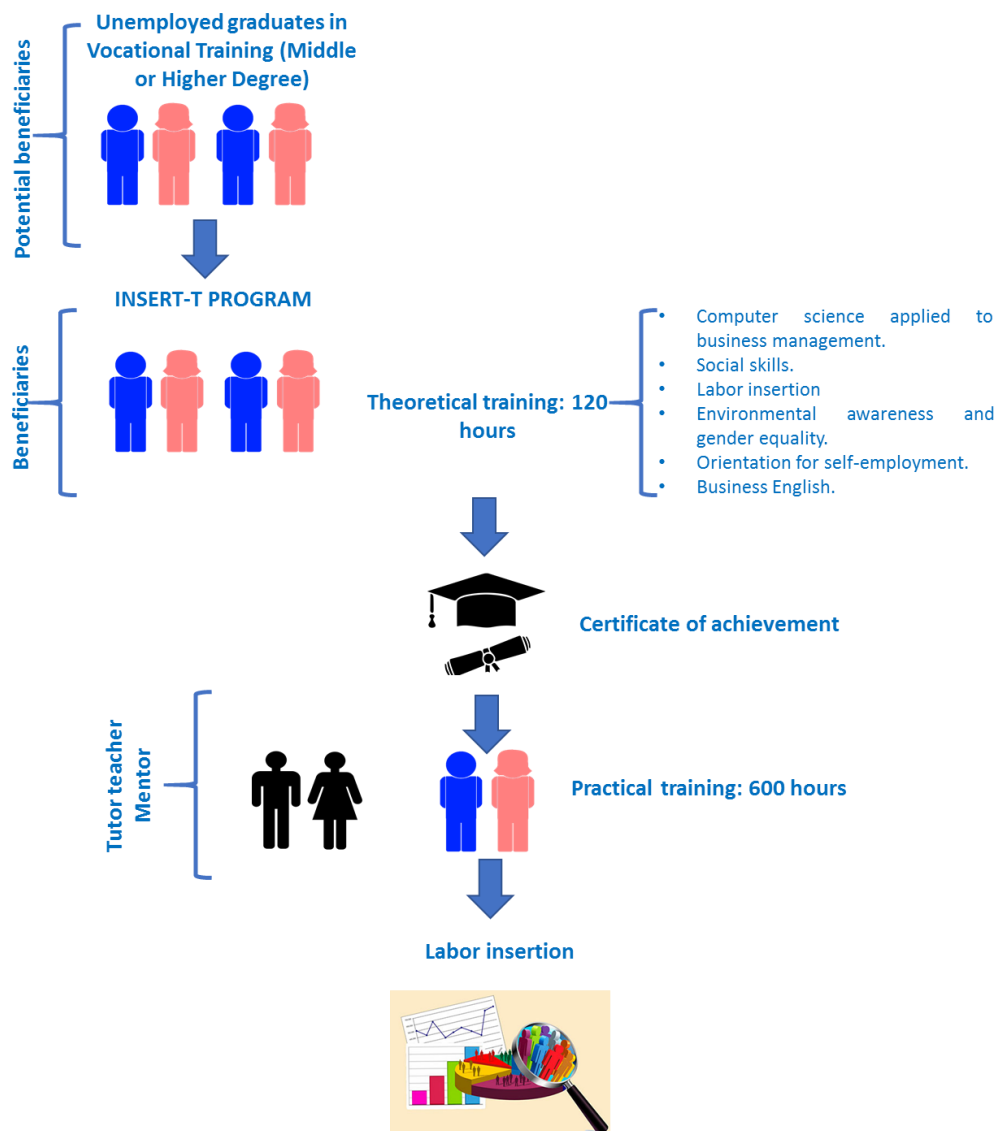 Unemployed graduates in
Vocational Training (Middle
or Higher Degree)
Potential beneficiaries
INSERT-T PROGRAM
Beneficiaries
Theoretical training: 120
hours
• Computer science applied to
business management.
• Social skills.
• Labor insertion
• Environmental awareness and
gender equality.
• Orientation for self-employment.
• Business English.
Certificate of achievement
Tutor teacher
Mentor
Practical training: 600 hours
Labor insertion